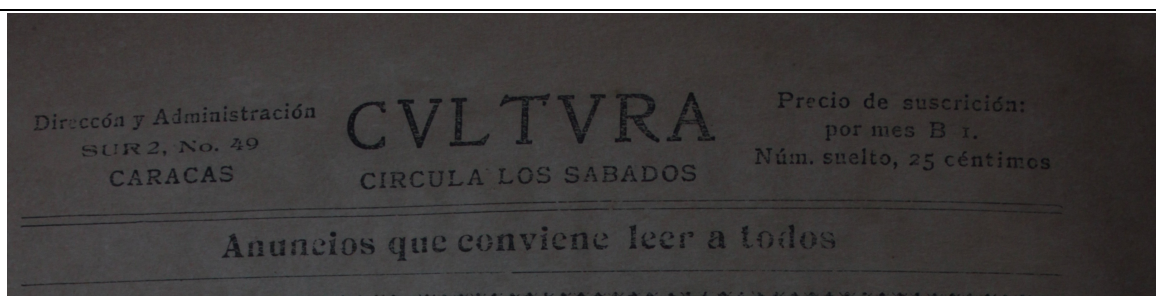 Direccón y Administración
SUR 2, No. 49
CARACAS
CVLTVRA
CIRCULA LOS SABADOS
Precio de suscrición:
por mes B 1.
Núm. suelto, 25 céntimos
Anuncios que conviene leer a todos